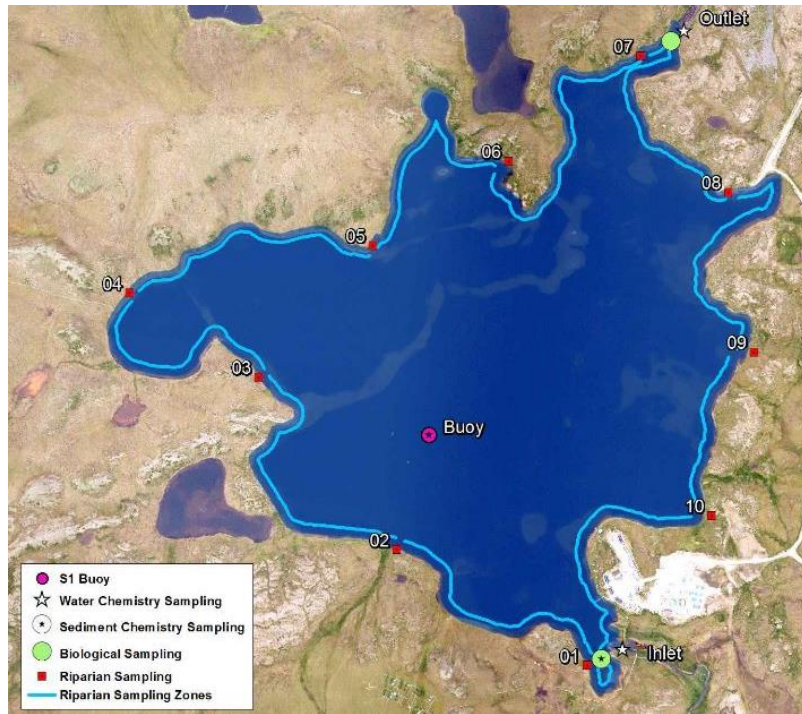 Outlet
07
06
08
05
04
09
03
Buoy
10
02
01
Inlet
S1 Buoy
Water Chemistry Sampling
Sediment Chemistry Sampling
Biological Sampling
Riparian Sampling
Riparian Sampling Zones